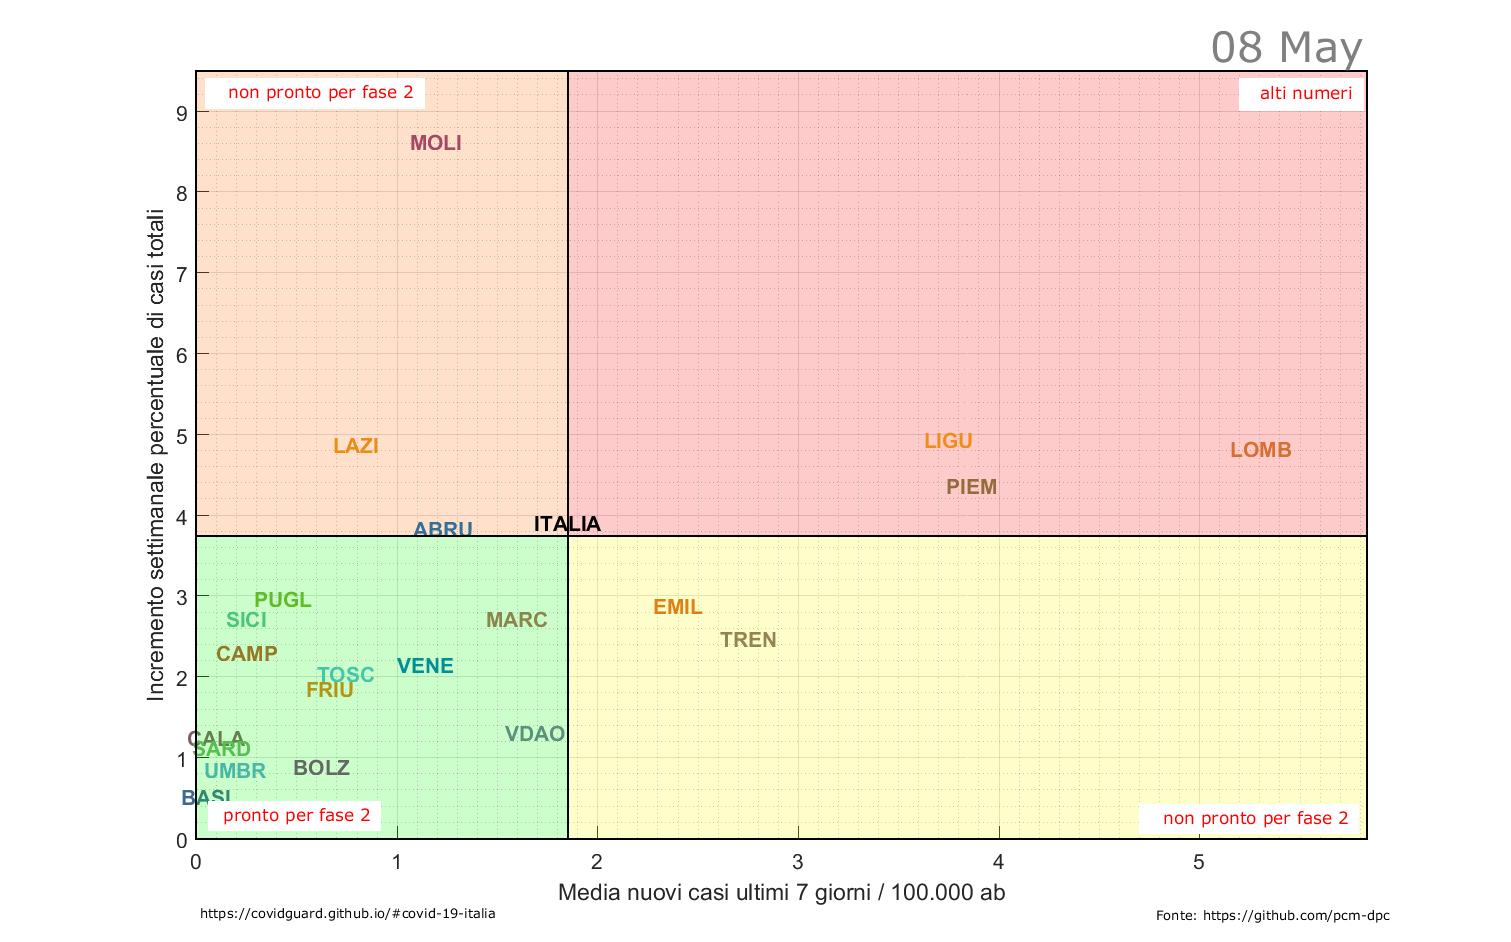 08 May
non pronto per fase 2
alti numeri
9
MOLI
8
7
6
5
LAZI
LIGU
LOMB
PIEM
4
ABRU
ITALIA
3
PUGL
SICI
MARC
EMIL
TREN
CAMP
TOSC
VENE
2
FRIU
CALA
SARD
VDAO
1
UMBR
BOLZ
BASI
pronto per fase 2
non pronto per fase 2
0
0
1
2
3
4
5
Incremento settimanale percentuale di casi totali
Media nuovi casi ultimi 7 giorni / 100.000 ab
https://covidguard.github.io/#covid-19-italia
Fonte: https://github.com/pcm-dpc